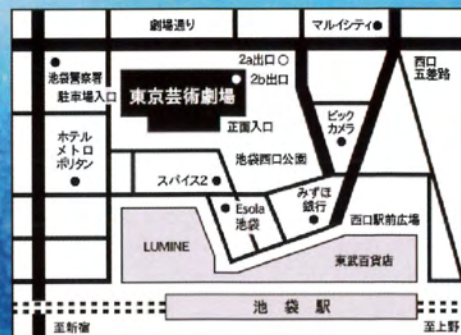 劇場通り
マルイシティ
2a出口
2b出口
西口
五差路
池袋警察署
駐車場入口
東京芸術劇場
正面入口
ビック
カメラ
ホテル
メトロ
ポリタン
池袋西口公園
スパイス2
みずほ
銀行
Esola
池袋
西口駅前広場
LUMINE
東武百貨店
池袋駅
至新宿
至上野